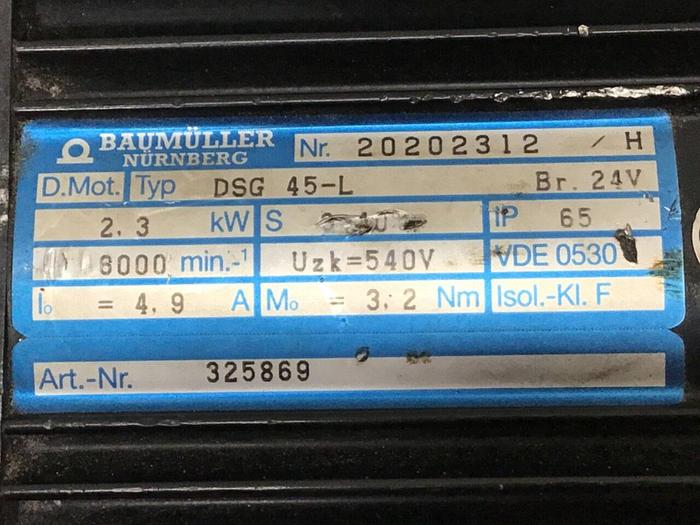 BAUMÜLLER
NÜRNBERG
Nr. 20202312 / H
D.Mot. Typ DSG 45-L Br. 24V
2,3 kW S IP 65
6000 min.-¹ Uzk=540V VDE 0530
I₀ = 4,9 A M₀ = 3,2 Nm Isol.-Kl. F
Art.-Nr. 325869